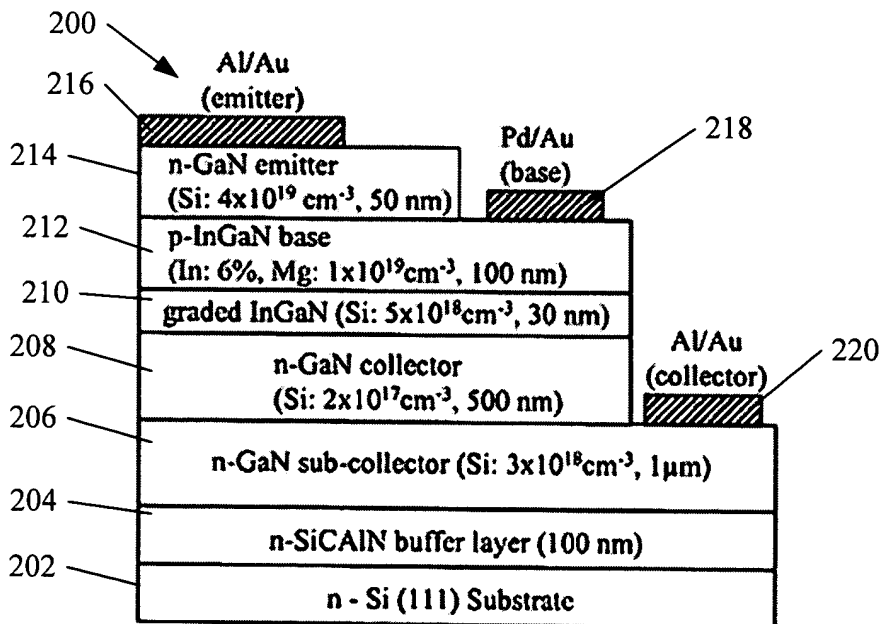 200
Al/Au
(emitter)
216
Pd/Au
(base)
218
214
n-GaN emitter
(Si: 4x10¹⁹ cm⁻³, 50 nm)
212
p-InGaN base
(In: 6%, Mg: 1x10¹⁹cm⁻³, 100 nm)
210
graded InGaN (Si: 5x10¹⁸cm⁻³, 30 nm)
208
n-GaN collector
(Si: 2x10¹⁷cm⁻³, 500 nm)
Al/Au
(collector)
220
206
n-GaN sub-collector (Si: 3x10¹⁸cm⁻³, 1µm)
204
n-SiCAlN buffer layer (100 nm)
202
n - Si (111) Substrate